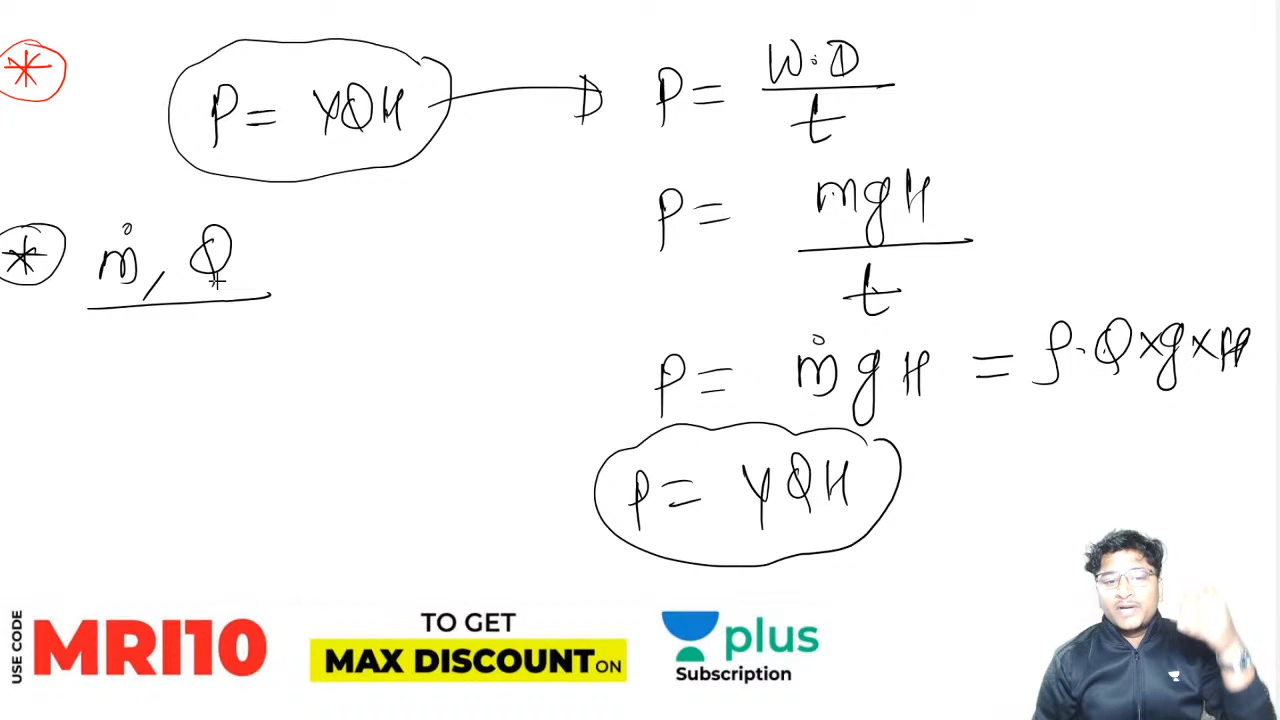 P = γQH
P = W.D / t
P = mgH / t
ṁ, Q
P = ṁgH = ρ.Q×g×H
P = γQH
USE CODE
MRI10
TO GET
MAX DISCOUNT ON
plus
Subscription